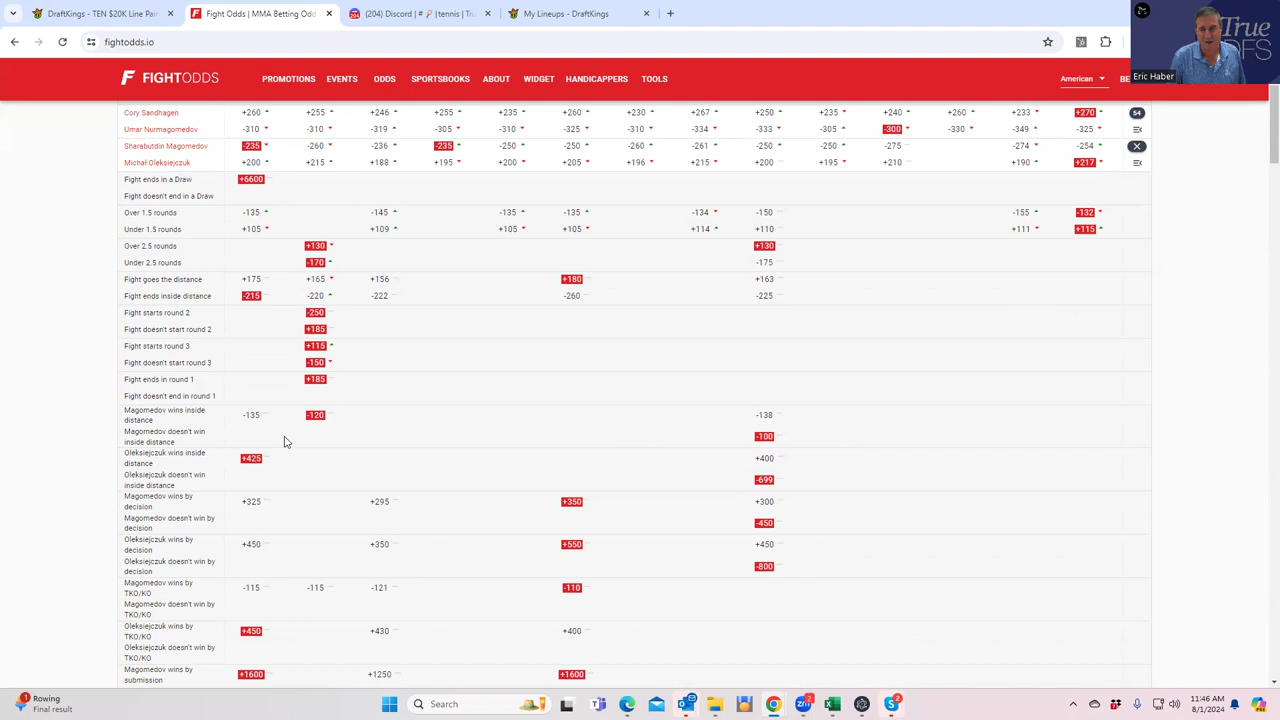 DraftKings - TEN $20K Line Pair
Fight Odds | MMA Betting Odd
(204) Discord | # | tennis | Tru
My Lineups - DraftKings
fightodds.io
True
DFS
Eric Haber
FIGHTODDS PROMOTIONS EVENTS ODDS SPORTSBOOKS ABOUT WIDGET HANDICAPPERS TOOLS American BE
Cory Sandhagen +260 +255 +246 +255 +235 +260 +230 +267 +250 +235 +240 +260 +233 +270 54
Umar Nurmagomedov -310 -310 -319 -305 -310 -325 -310 -334 -333 -305 -300 -330 -349 -325
Sharabutdin Magomedov -235 -260 -236 -235 -250 -250 -260 -261 -250 -250 -275 -274 -254
Michał Oleksiejczuk +200 +215 +188 +195 +200 +205 +196 +215 +200 +195 +210 +190 +217
Fight ends in a Draw +6600
Fight doesn't end in a Draw
Over 1.5 rounds -135 -145 -135 -135 -134 -150 -155 -132
Under 1.5 rounds +105 +109 +105 +105 +114 +110 +111 +115
Over 2.5 rounds +130 +130
Under 2.5 rounds -170 -175
Fight goes the distance +175 +165 +156 +180 +163
Fight ends inside distance -215 -220 -222 -260 -225
Fight starts round 2 -250
Fight doesn't start round 2 +185
Fight starts round 3 +115
Fight doesn't start round 3 -150
Fight ends in round 1 +185
Fight doesn't end in round 1
Magomedov wins inside
distance -135 -120 -138
Magomedov doesn't win
inside distance -100
Oleksiejczuk wins inside
distance +425 +400
Oleksiejczuk doesn't win
inside distance -699
Magomedov wins by
decision +325 +295 +350 +300
Magomedov doesn't win by
decision -450
Oleksiejczuk wins by
decision +450 +350 +550 +450
Oleksiejczuk doesn't win by
decision -800
Magomedov wins by
TKO/KO -115 -115 -121 -110
Magomedov doesn't win by
TKO/KO
Oleksiejczuk wins by
TKO/KO +450 +430 +400
Oleksiejczuk doesn't win by
TKO/KO
Magomedov wins by
submission +1600 +1250 +1600
1
Rowing
Final result
Search
2
2
11:46 AM
8/1/2024